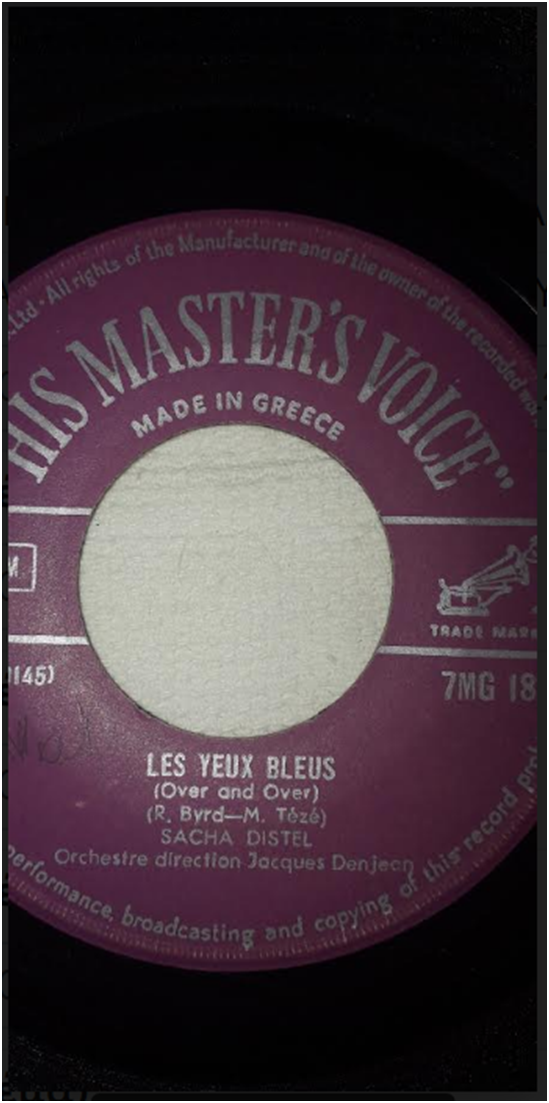 Ltd · All rights of the Manufacturer and of the owner of the recorded
HIS MASTER'S VOICE"
MADE IN GREECE
M
TRADE MARK
145)
7MG 18
LES YEUX BLEUS
(Over and Over)
(R. Byrd—M. Tézé)
SACHA DISTEL
Orchestre direction Jacques Denjean
performance, broadcasting and copying of this record